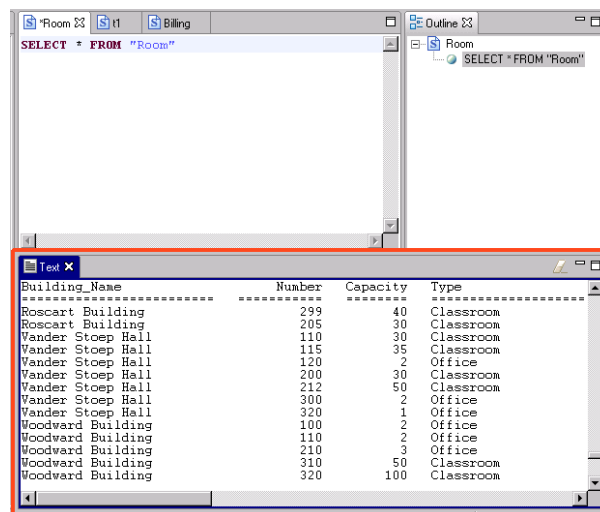 *Room t1 Billing
SELECT * FROM "Room"
Outline
Room
SELECT * FROM "Room"
Text
Building_Name Number Capacity Type
======================== =========== ========= ===================
Roscart Building 299 40 Classroom
Roscart Building 205 30 Classroom
Vander Stoep Hall 110 30 Classroom
Vander Stoep Hall 115 35 Classroom
Vander Stoep Hall 120 2 Office
Vander Stoep Hall 200 30 Classroom
Vander Stoep Hall 212 50 Classroom
Vander Stoep Hall 300 2 Office
Vander Stoep Hall 320 1 Office
Woodward Building 100 2 Office
Woodward Building 110 2 Office
Woodward Building 210 3 Office
Woodward Building 310 50 Classroom
Woodward Building 320 100 Classroom